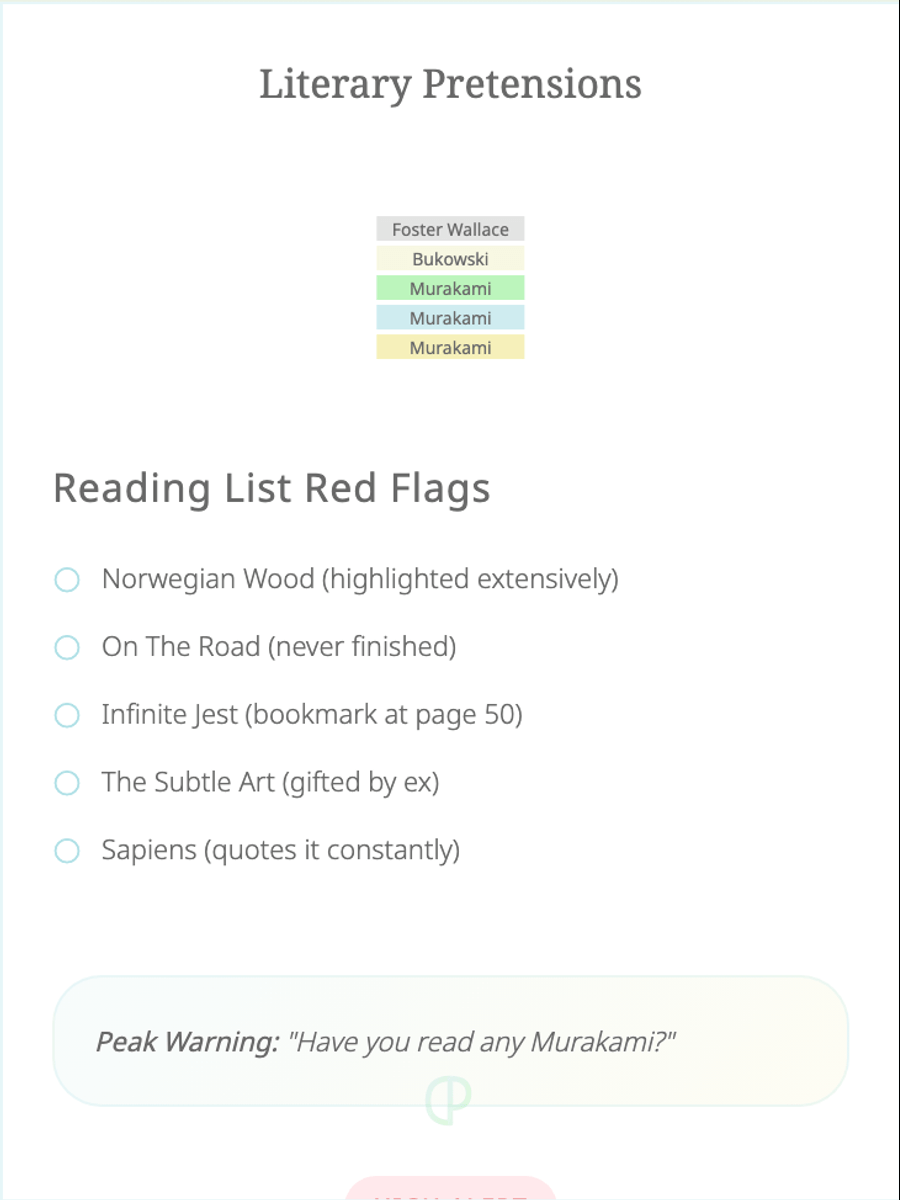 Literary Pretensions
Foster Wallace
Bukowski
Murakami
Murakami
Murakami
Reading List Red Flags
Norwegian Wood (highlighted extensively)
On The Road (never finished)
Infinite Jest (bookmark at page 50)
The Subtle Art (gifted by ex)
Sapiens (quotes it constantly)
Peak Warning: "Have you read any Murakami?"